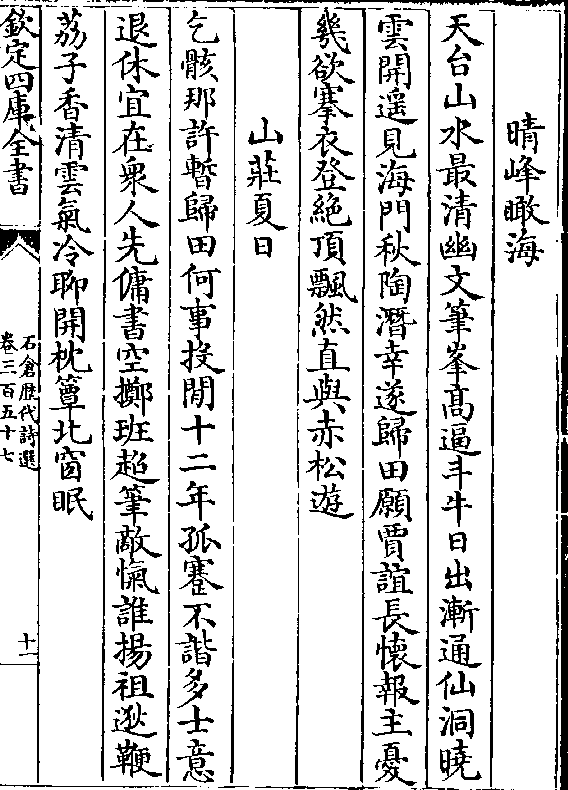 晴峰瞰海
天台山水最清幽文筆峯髙逼斗牛日出漸通仙洞曉
雲開遥見海門秋陶潛幸遂歸田願賈誼長懐報主憂
幾欲搴衣登絶頂飄然直與赤松遊
山莊夏日
乞骸那許暫歸田何事投閒十二年孤蹇不諧多士意
退休宜在衆人先傭書空擲班超筆敵愾誰揚祖逖鞭
荔子香清雲氣冷聊開枕簟北窗眠
欽定四庫全書
石倉歴代詩選
卷三百五十七
十一